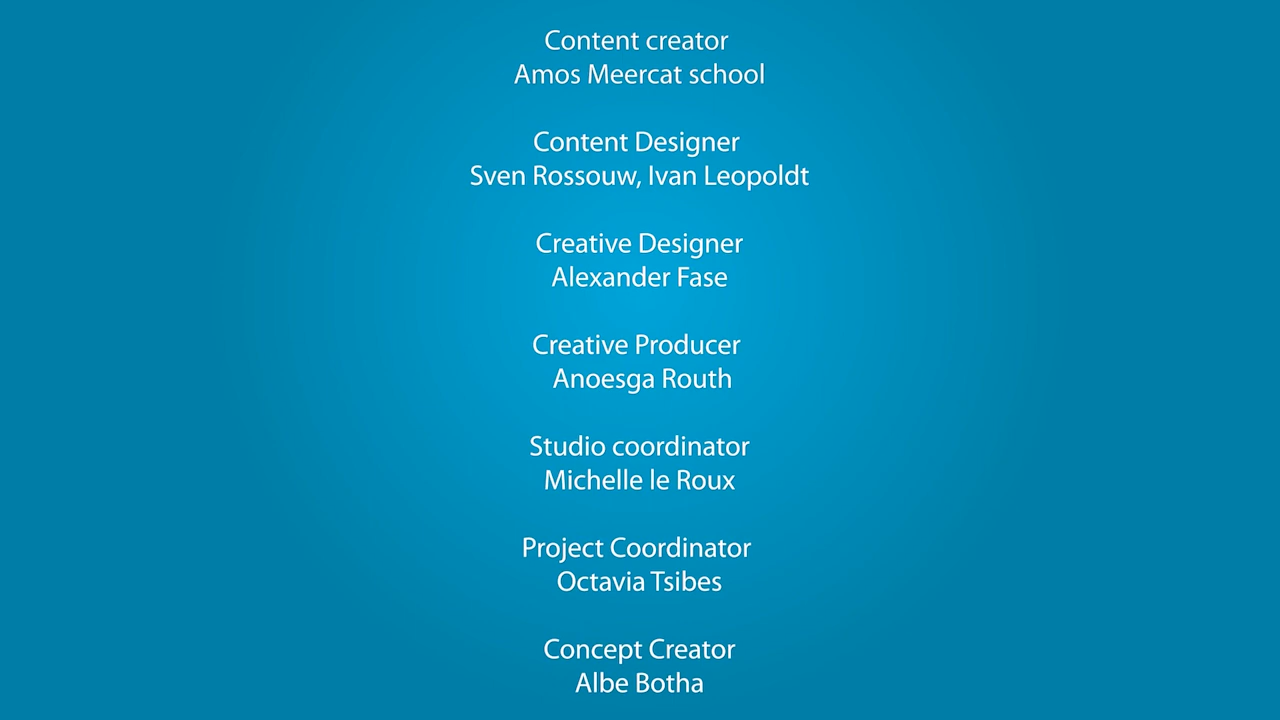 Content creator
Amos Meercat school
Content Designer
Sven Rossouw, Ivan Leopoldt
Creative Designer
Alexander Fase
Creative Producer
Anoesga Routh
Studio coordinator
Michelle le Roux
Project Coordinator
Octavia Tsibes
Concept Creator
Albe Botha